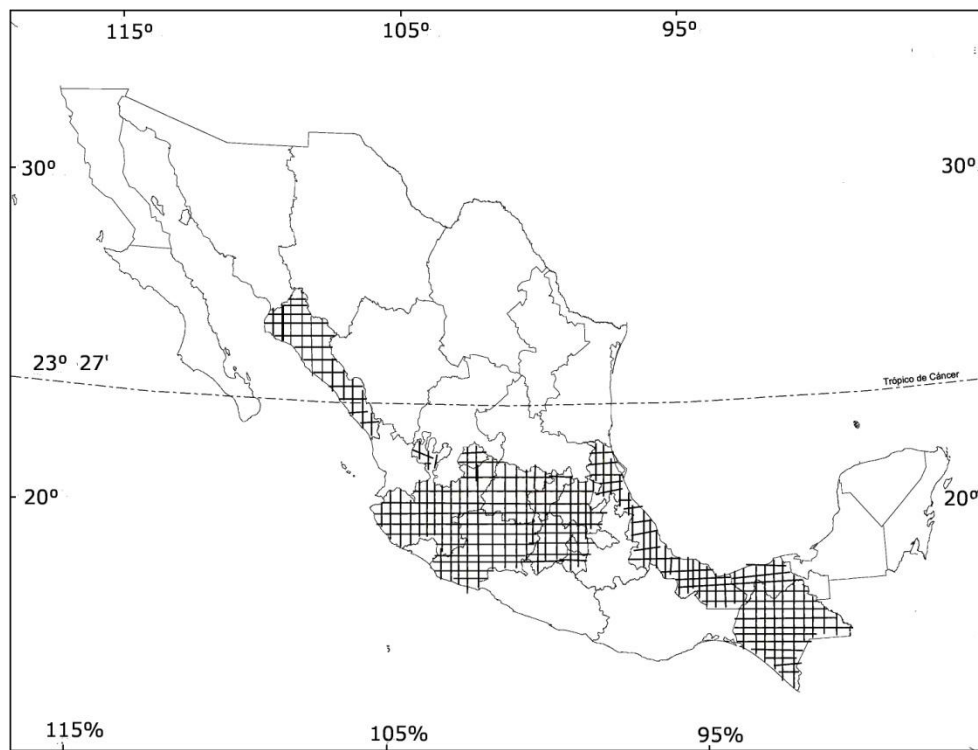 115º 105º 95º
30º 30º
23º 27'
Trópico de Cáncer
20º 20º
115% 105% 95%